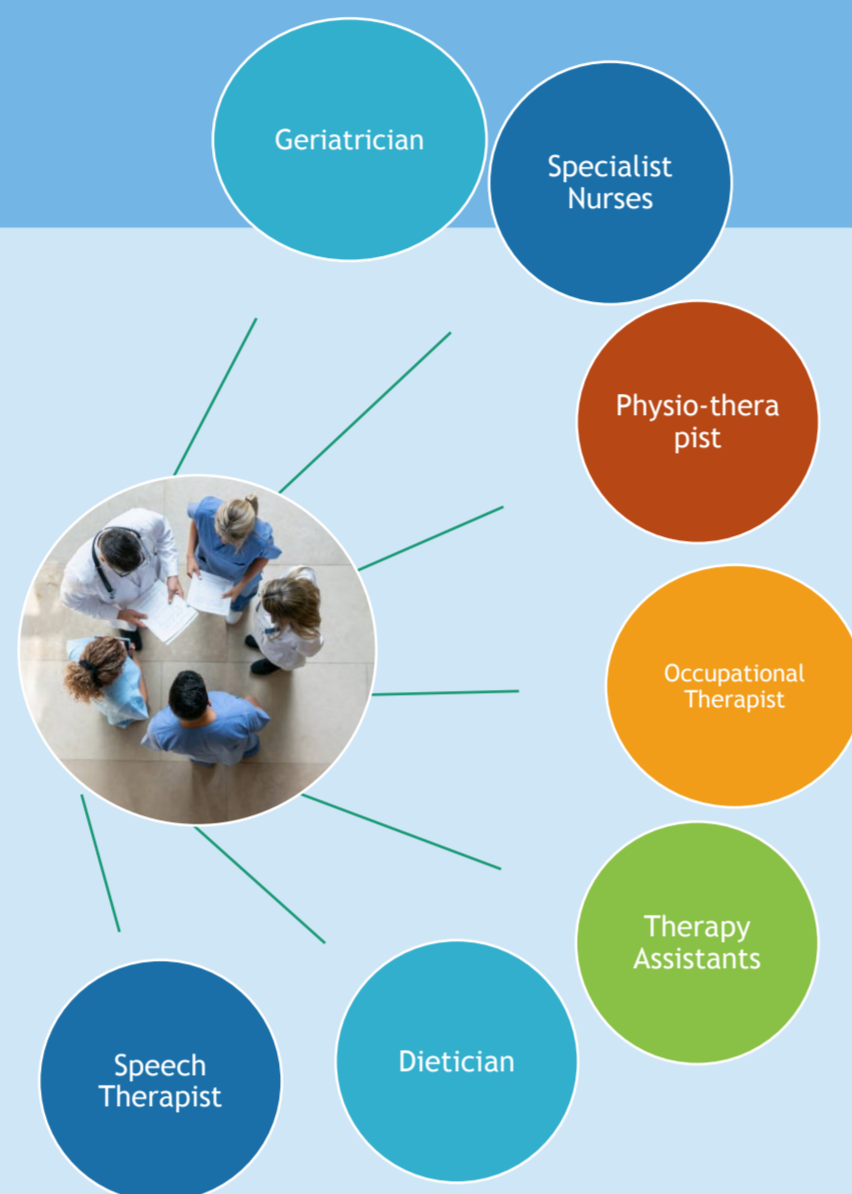 Geriatrician
Specialist
Nurses
Physio-thera
pist
Occupational
Therapist
Therapy
Assistants
Dietician
Speech
Therapist